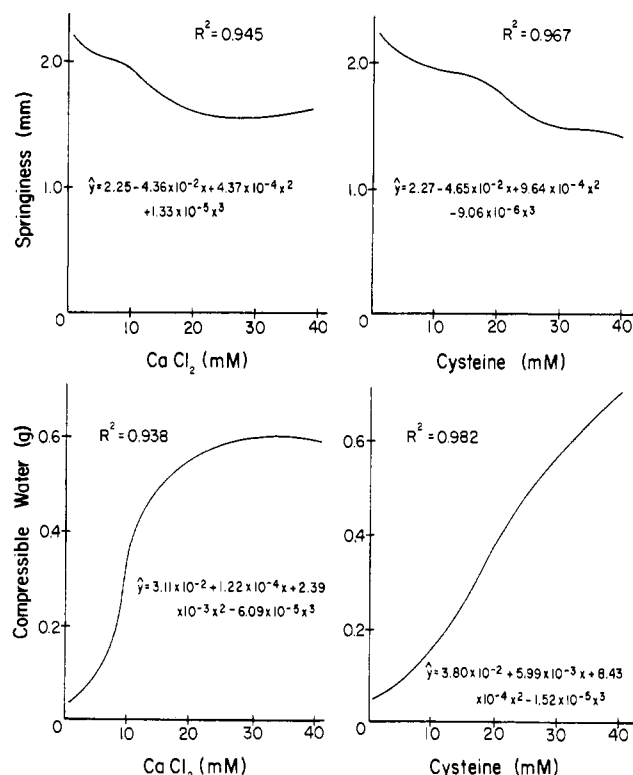 R² = 0.945
2.0
1.0
0
Springiness (mm)
ŷ = 2.25 - 4.36 x 10⁻² x + 4.37 x 10⁻⁴ x²
+ 1.33 x 10⁻⁵ x³
0 10 20 30 40
Ca Cl₂ (mM)
R² = 0.967
2.0
1.0
0
ŷ = 2.27 - 4.65 x 10⁻² x + 9.64 x 10⁻⁴ x²
- 9.06 x 10⁻⁶ x³
0 10 20 30 40
Cysteine (mM)
R² = 0.938
0.6
0.4
0.2
0
Compressible Water (g)
ŷ = 3.11 x 10⁻² + 1.22 x 10⁻⁴ x + 2.39
x 10⁻³ x² - 6.09 x 10⁻⁵ x³
10 20 30 40
Ca Cl₂ (mM)
R² = 0.982
0.6
0.4
0.2
0
ŷ = 3.80 x 10⁻² + 5.99 x 10⁻³ x + 8.43
x 10⁻⁴ x² - 1.52 x 10⁻⁵ x³
10 20 30 40
Cysteine (mM)